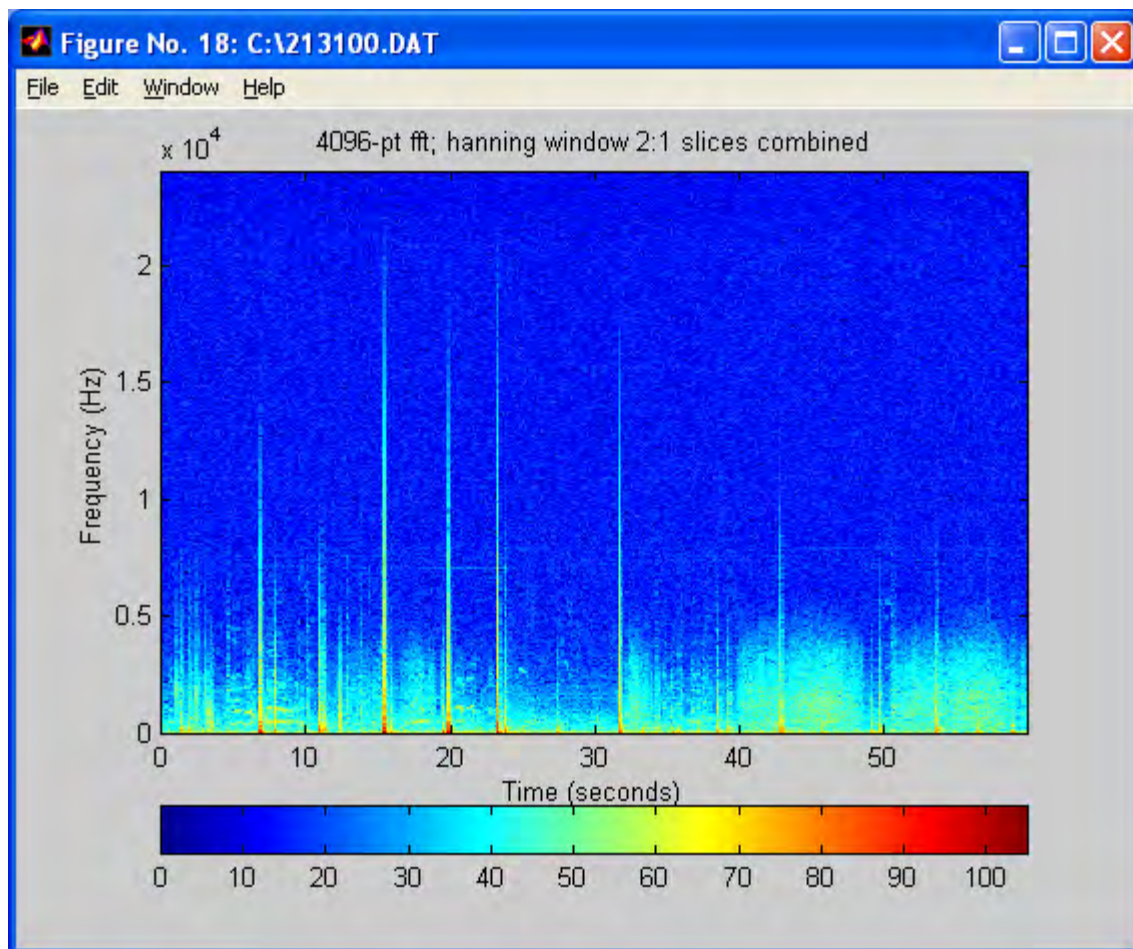 Figure No. 18: C:\213100.DAT
File Edit Window Help
x 10^4
4096-pt fft; hanning window 2:1 slices combined
2
1.5
1
0.5
0
Frequency (Hz)
0 10 20 30 40 50
Time (seconds)
0 10 20 30 40 50 60 70 80 90 100